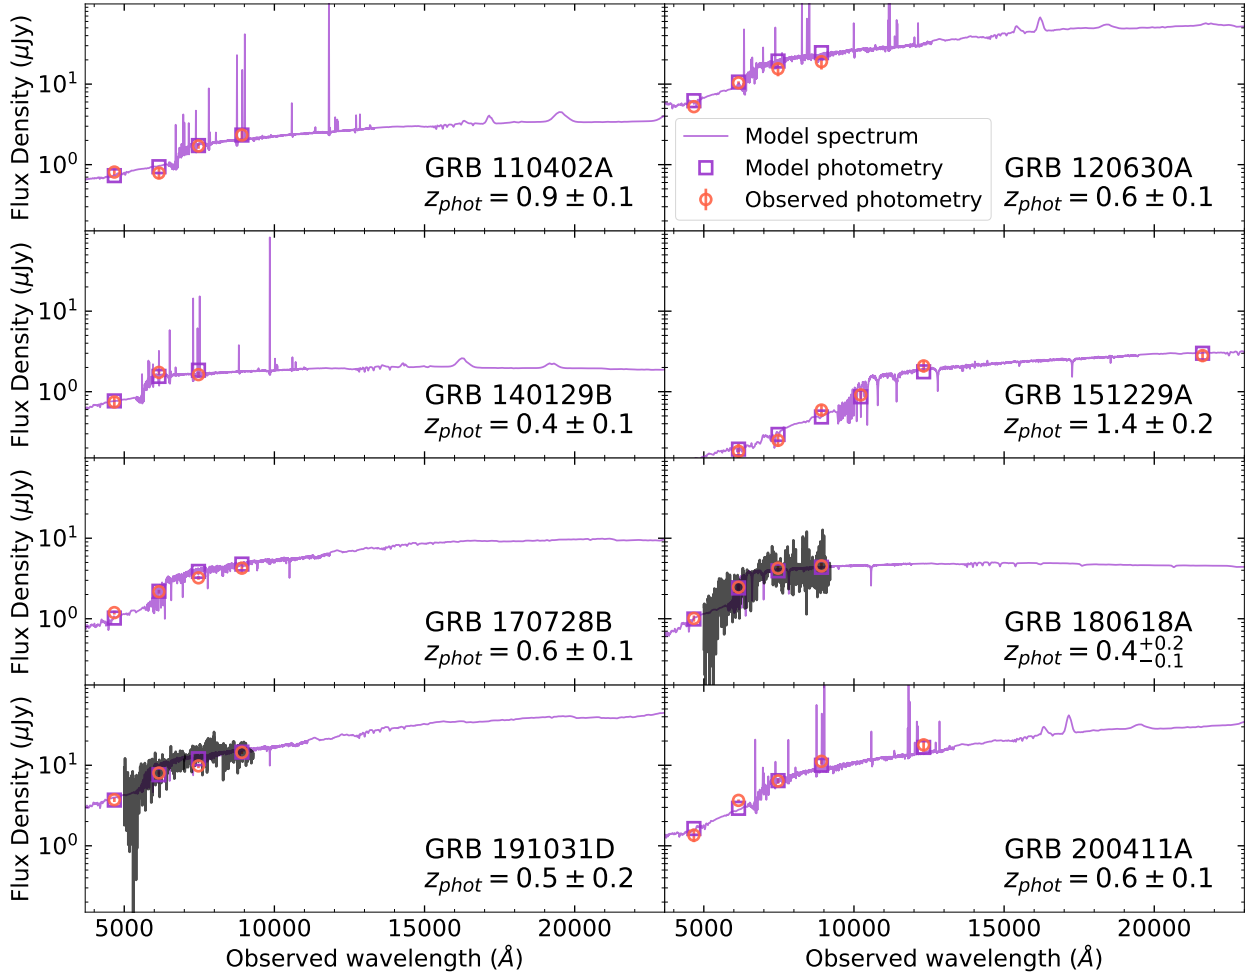 Flux Density (μJy)
10¹
10⁰
GRB 110402A
z_phot = 0.9 ± 0.1
Model spectrum
Model photometry
Observed photometry
GRB 120630A
z_phot = 0.6 ± 0.1
Flux Density (μJy)
10¹
10⁰
GRB 140129B
z_phot = 0.4 ± 0.1
GRB 151229A
z_phot = 1.4 ± 0.2
Flux Density (μJy)
10¹
10⁰
GRB 170728B
z_phot = 0.6 ± 0.1
GRB 180618A
z_phot = 0.4^{+0.2}_{-0.1}
Flux Density (μJy)
10¹
10⁰
GRB 191031D
z_phot = 0.5 ± 0.2
GRB 200411A
z_phot = 0.6 ± 0.1
5000 10000 15000 20000
5000 10000 15000 20000
Observed wavelength (Å)
Observed wavelength (Å)